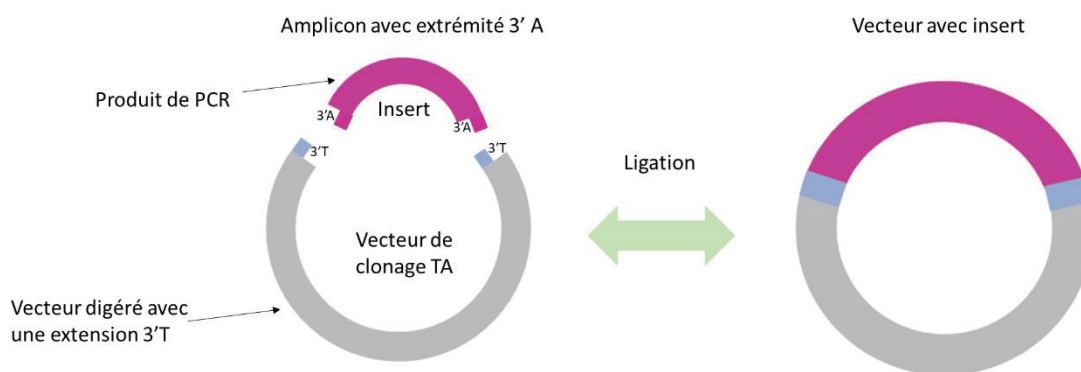 Amplicon avec extrémité 3’ A
Vecteur avec insert
Produit de PCR
Insert
3’A
3’A
3’T
3’T
Ligation
Vecteur de
clonage TA
Vecteur digéré avec
une extension 3’T